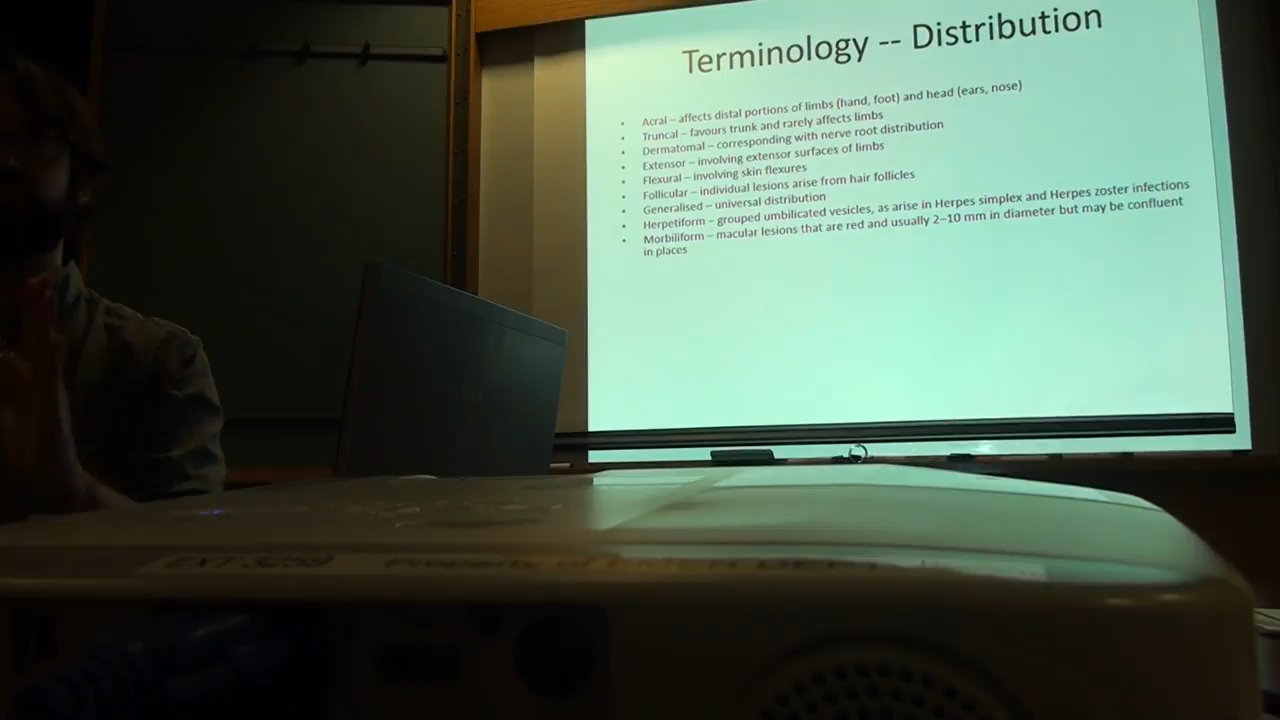 Terminology -- Distribution
• Acral – affects distal portions of limbs (hand, foot) and head (ears, nose)
• Truncal – favours trunk and rarely affects limbs
• Dermatomal – corresponding with nerve root distribution
• Extensor – involving extensor surfaces of limbs
• Flexural – involving skin flexures
• Follicular – individual lesions arise from hair follicles
• Generalised – universal distribution
• Herpetiform – grouped umbilicated vesicles, as arise in Herpes simplex and Herpes zoster infections
• Morbiliform – macular lesions that are red and usually 2–10 mm in diameter but may be confluent
in places
EXT 3259 Property of